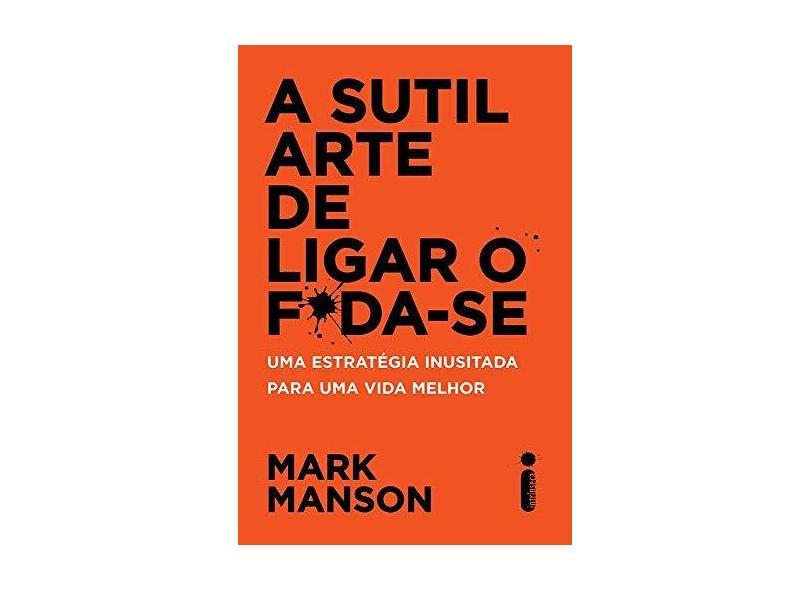 A SUTIL
ARTE
DE
LIGAR O
F*DA-SE
UMA ESTRATÉGIA INUSITADA
PARA UMA VIDA MELHOR
MARK
MANSON
intrínseca